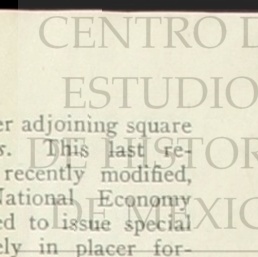 CENTRO D
ESTUDIO
er adjoining square
s. This last re-
DE HISTOR
recently modified,
National Economy
DE MEXIC
ed to issue special
ely in placer for-